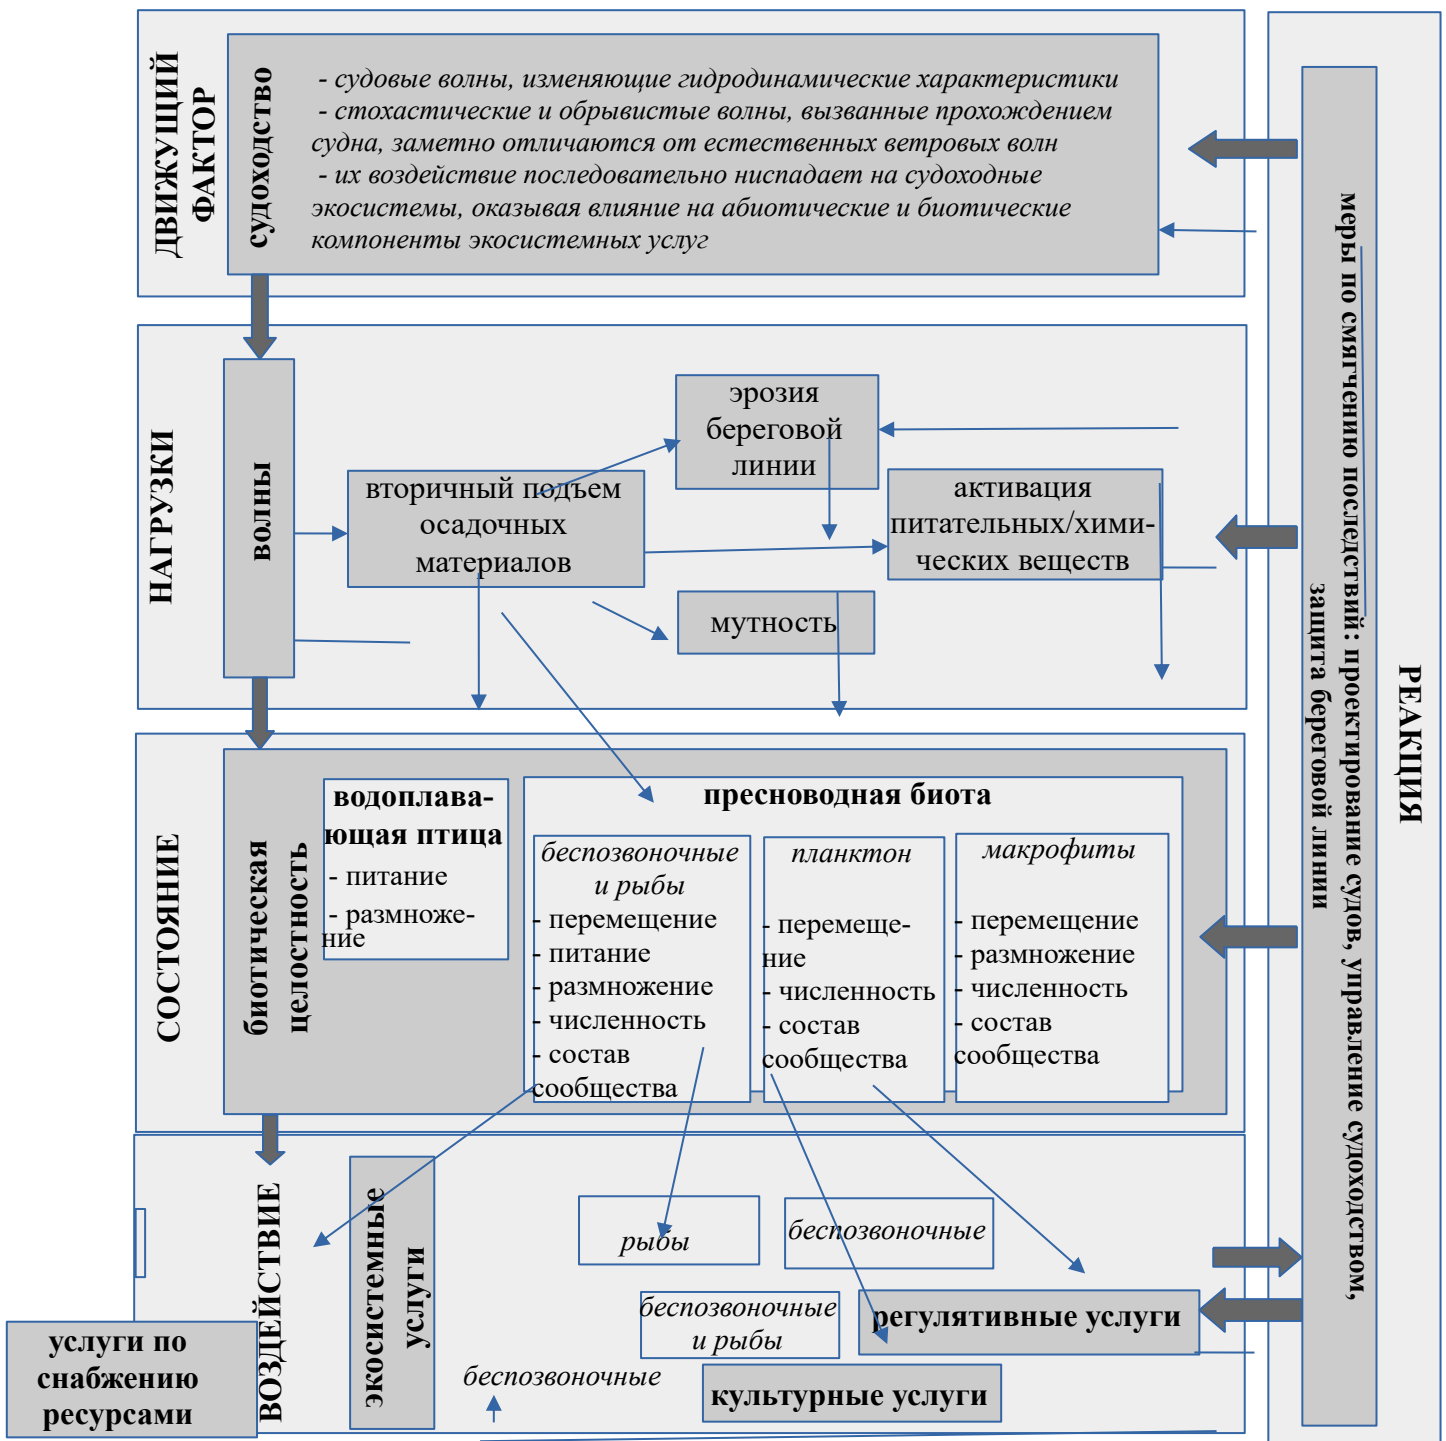 ДВИЖУЩИЙ
ФАКТОР
судоходство
- судовые волны, изменяющие гидродинамические характеристики
- стохастические и обрывистые волны, вызванные прохождением
судна, заметно отличаются от естественных ветровых волн
- их воздействие последовательно ниспадает на судоходные
экосистемы, оказывая влияние на абиотические и биотические
компоненты экосистемных услуг
НАГРУЗКИ
волны
вторичный подъем
осадочных
материалов
эрозия
береговой
линии
активация
питательных/хими-
ческих веществ
мутность
СОСТОЯНИЕ
биотическая
целостность
водоплава-
ющая птица
- питание
- размноже-
ние
пресноводная биота
беспозвоночные
и рыбы
- перемещение
- питание
- размножение
- численность
- состав
сообщества
планктон
- перемеще-
ние
- численность
- состав
сообщества
макрофиты
- перемещение
- размножение
- численность
- состав
сообщества
ВОЗДЕЙСТВИЕ
экосистемные
услуги
рыбы
беспозвоночные
беспозвоночные
и рыбы
регулятивные услуги
беспозвоночные
культурные услуги
услуги по
снабжению
ресурсами
меры по смягчению последствий: проектирование судов, управление судоходством,
защита береговой линии
РЕАКЦИЯ